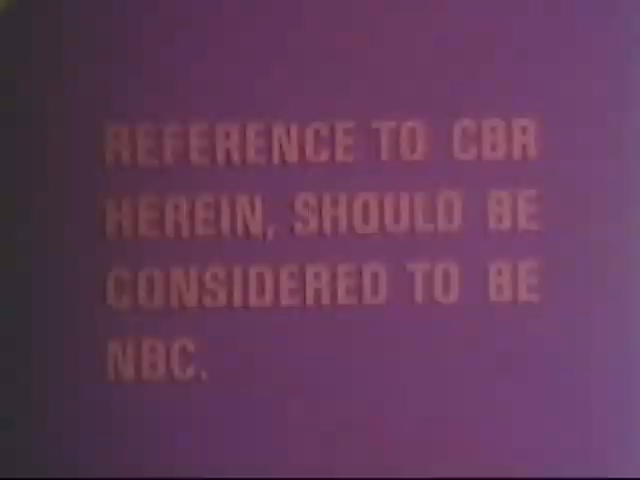 REFERENCE TO CBR
HEREIN, SHOULD BE
CONSIDERED TO BE
NBC.